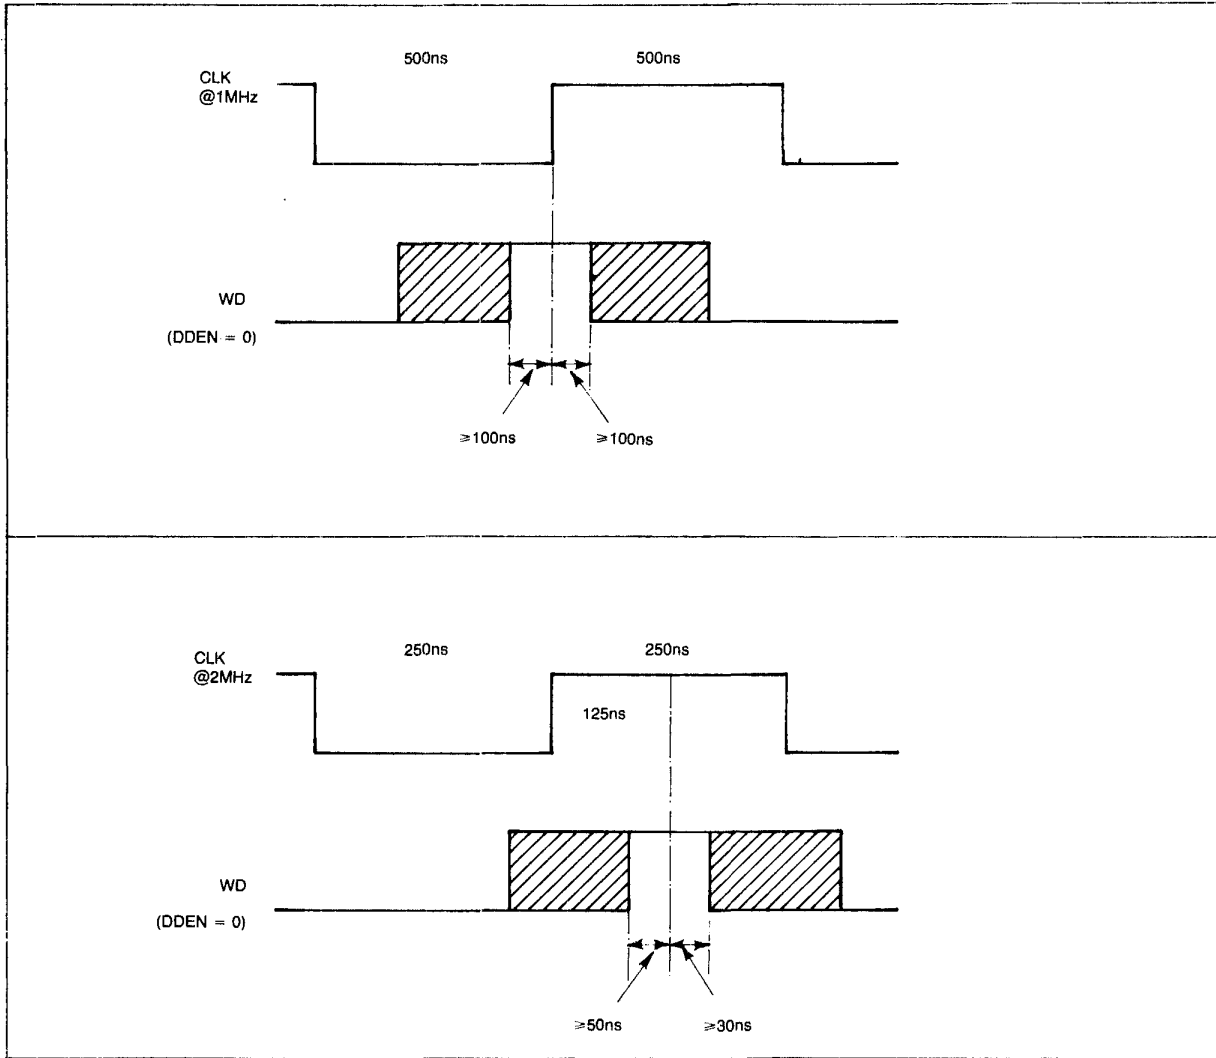 500ns 500ns
CLK
@1MHz
WD
(DDEN = 0)
≥100ns ≥100ns
250ns 250ns
CLK
@2MHz
125ns
WD
(DDEN = 0)
≥50ns ≥30ns